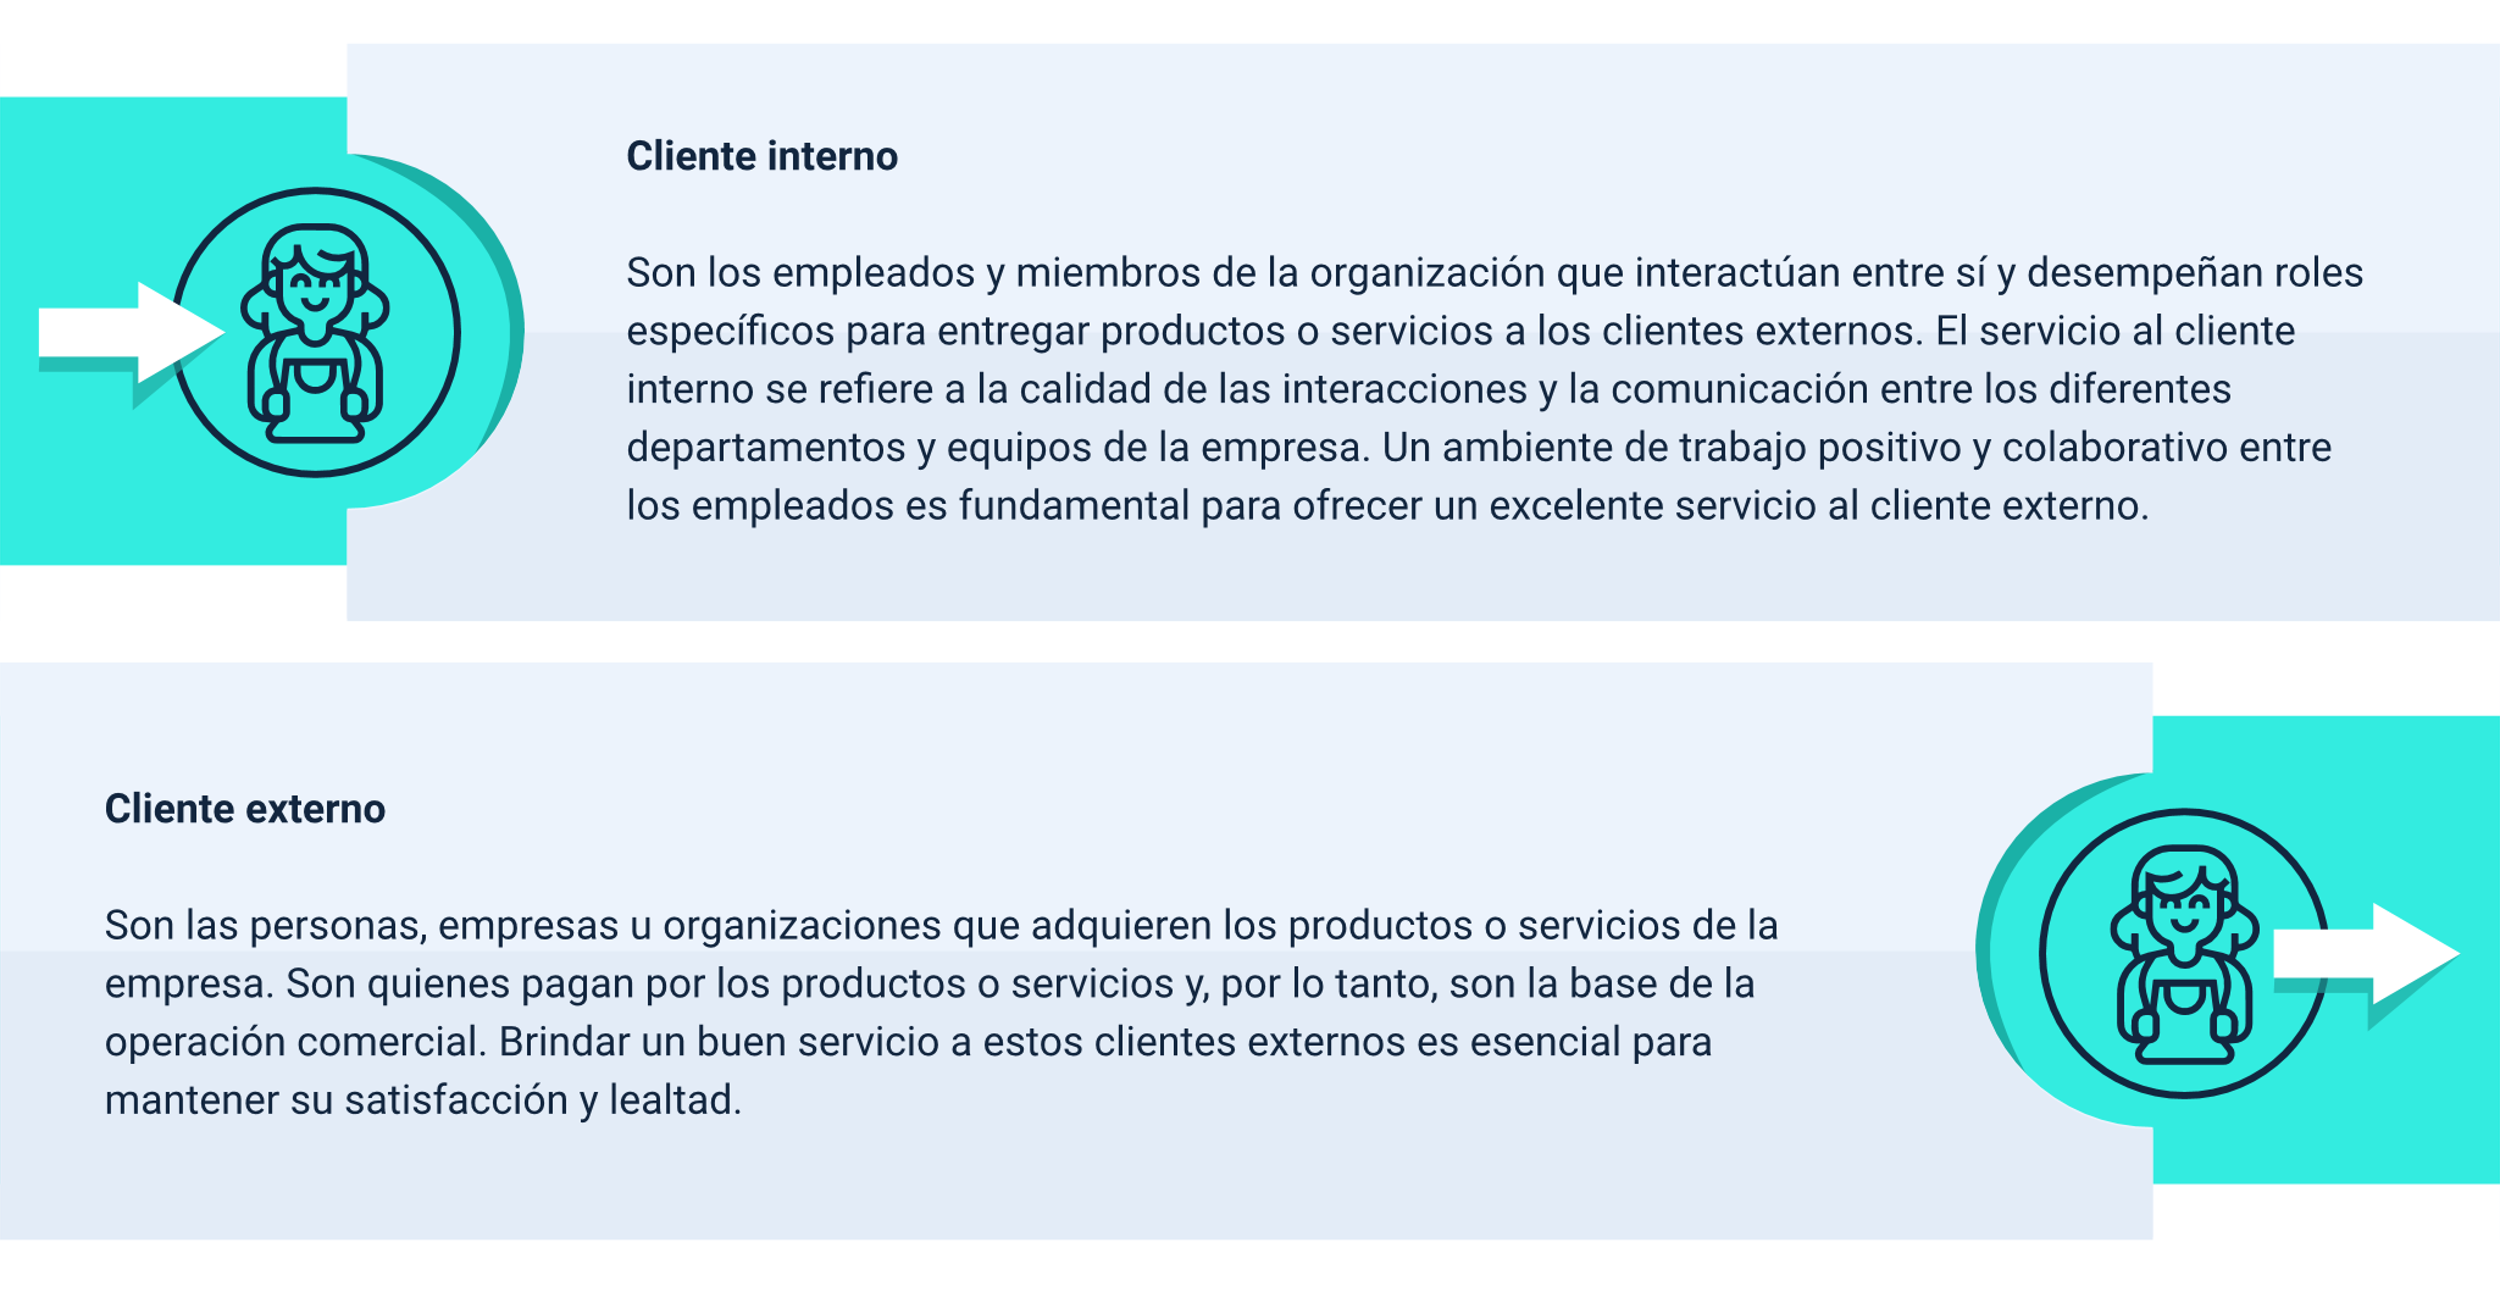 Cliente interno
Son los empleados y miembros de la organización que interactúan entre sí y desempeñan roles
específicos para entregar productos o servicios a los clientes externos. El servicio al cliente
interno se refiere a la calidad de las interacciones y la comunicación entre los diferentes
departamentos y equipos de la empresa. Un ambiente de trabajo positivo y colaborativo entre
los empleados es fundamental para ofrecer un excelente servicio al cliente externo.
Cliente externo
Son las personas, empresas u organizaciones que adquieren los productos o servicios de la
empresa. Son quienes pagan por los productos o servicios y, por lo tanto, son la base de la
operación comercial. Brindar un buen servicio a estos clientes externos es esencial para
mantener su satisfacción y lealtad.